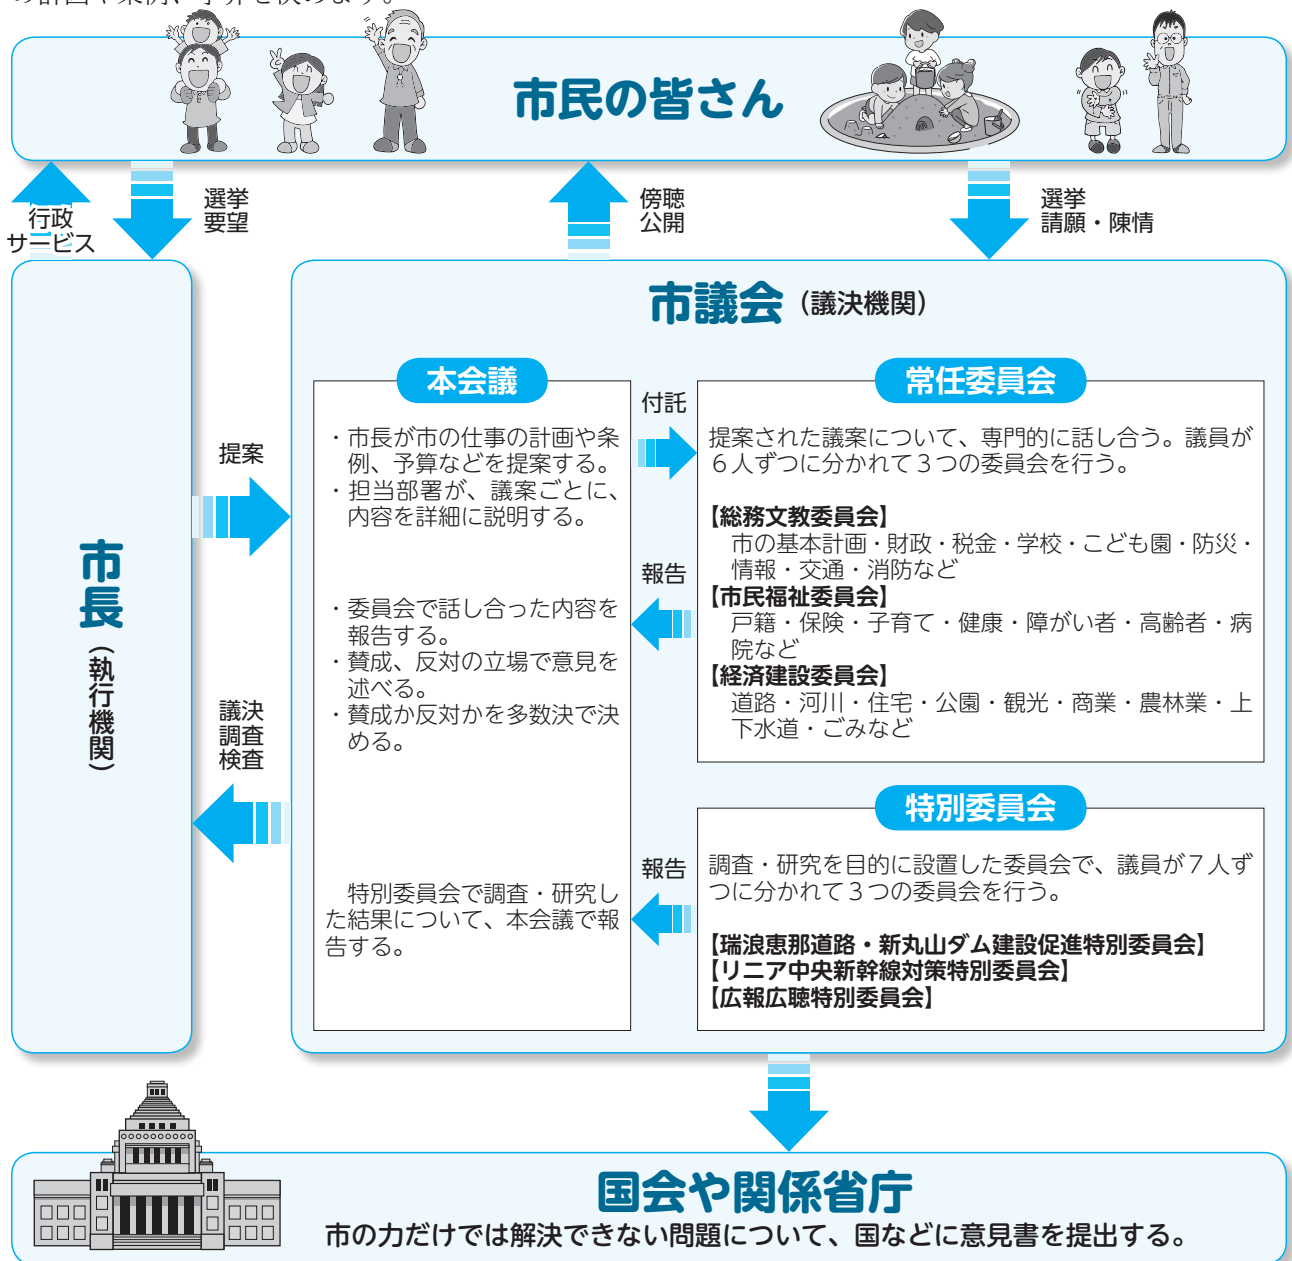 の計画や条例、予算を決めます。
市民の皆さん
行政
サービス
選挙
要望
傍聴
公開
選挙
請願・陳情
市長（執行機関）
提案
議決
調査
検査
市議会（議決機関）
本会議
・市長が市の仕事の計画や条
例、予算などを提案する。
・担当部署が、議案ごとに、
内容を詳細に説明する。
・委員会で話し合った内容を
報告する。
・賛成、反対の立場で意見を
述べる。
・賛成か反対かを多数決で決
める。
特別委員会で調査・研究し
た結果について、本会議で報
告する。
付託
報告
報告
常任委員会
提案された議案について、専門的に話し合う。議員が
６人ずつに分かれて３つの委員会を行う。
【総務文教委員会】
市の基本計画・財政・税金・学校・こども園・防災・
情報・交通・消防など
【市民福祉委員会】
戸籍・保険・子育て・健康・障がい者・高齢者・病
院など
【経済建設委員会】
道路・河川・住宅・公園・観光・商業・農林業・上
下水道・ごみなど
特別委員会
調査・研究を目的に設置した委員会で、議員が７人ず
つに分かれて３つの委員会を行う。
【瑞浪恵那道路・新丸山ダム建設促進特別委員会】
【リニア中央新幹線対策特別委員会】
【広報広聴特別委員会】
国会や関係省庁
市の力だけでは解決できない問題について、国などに意見書を提出する。